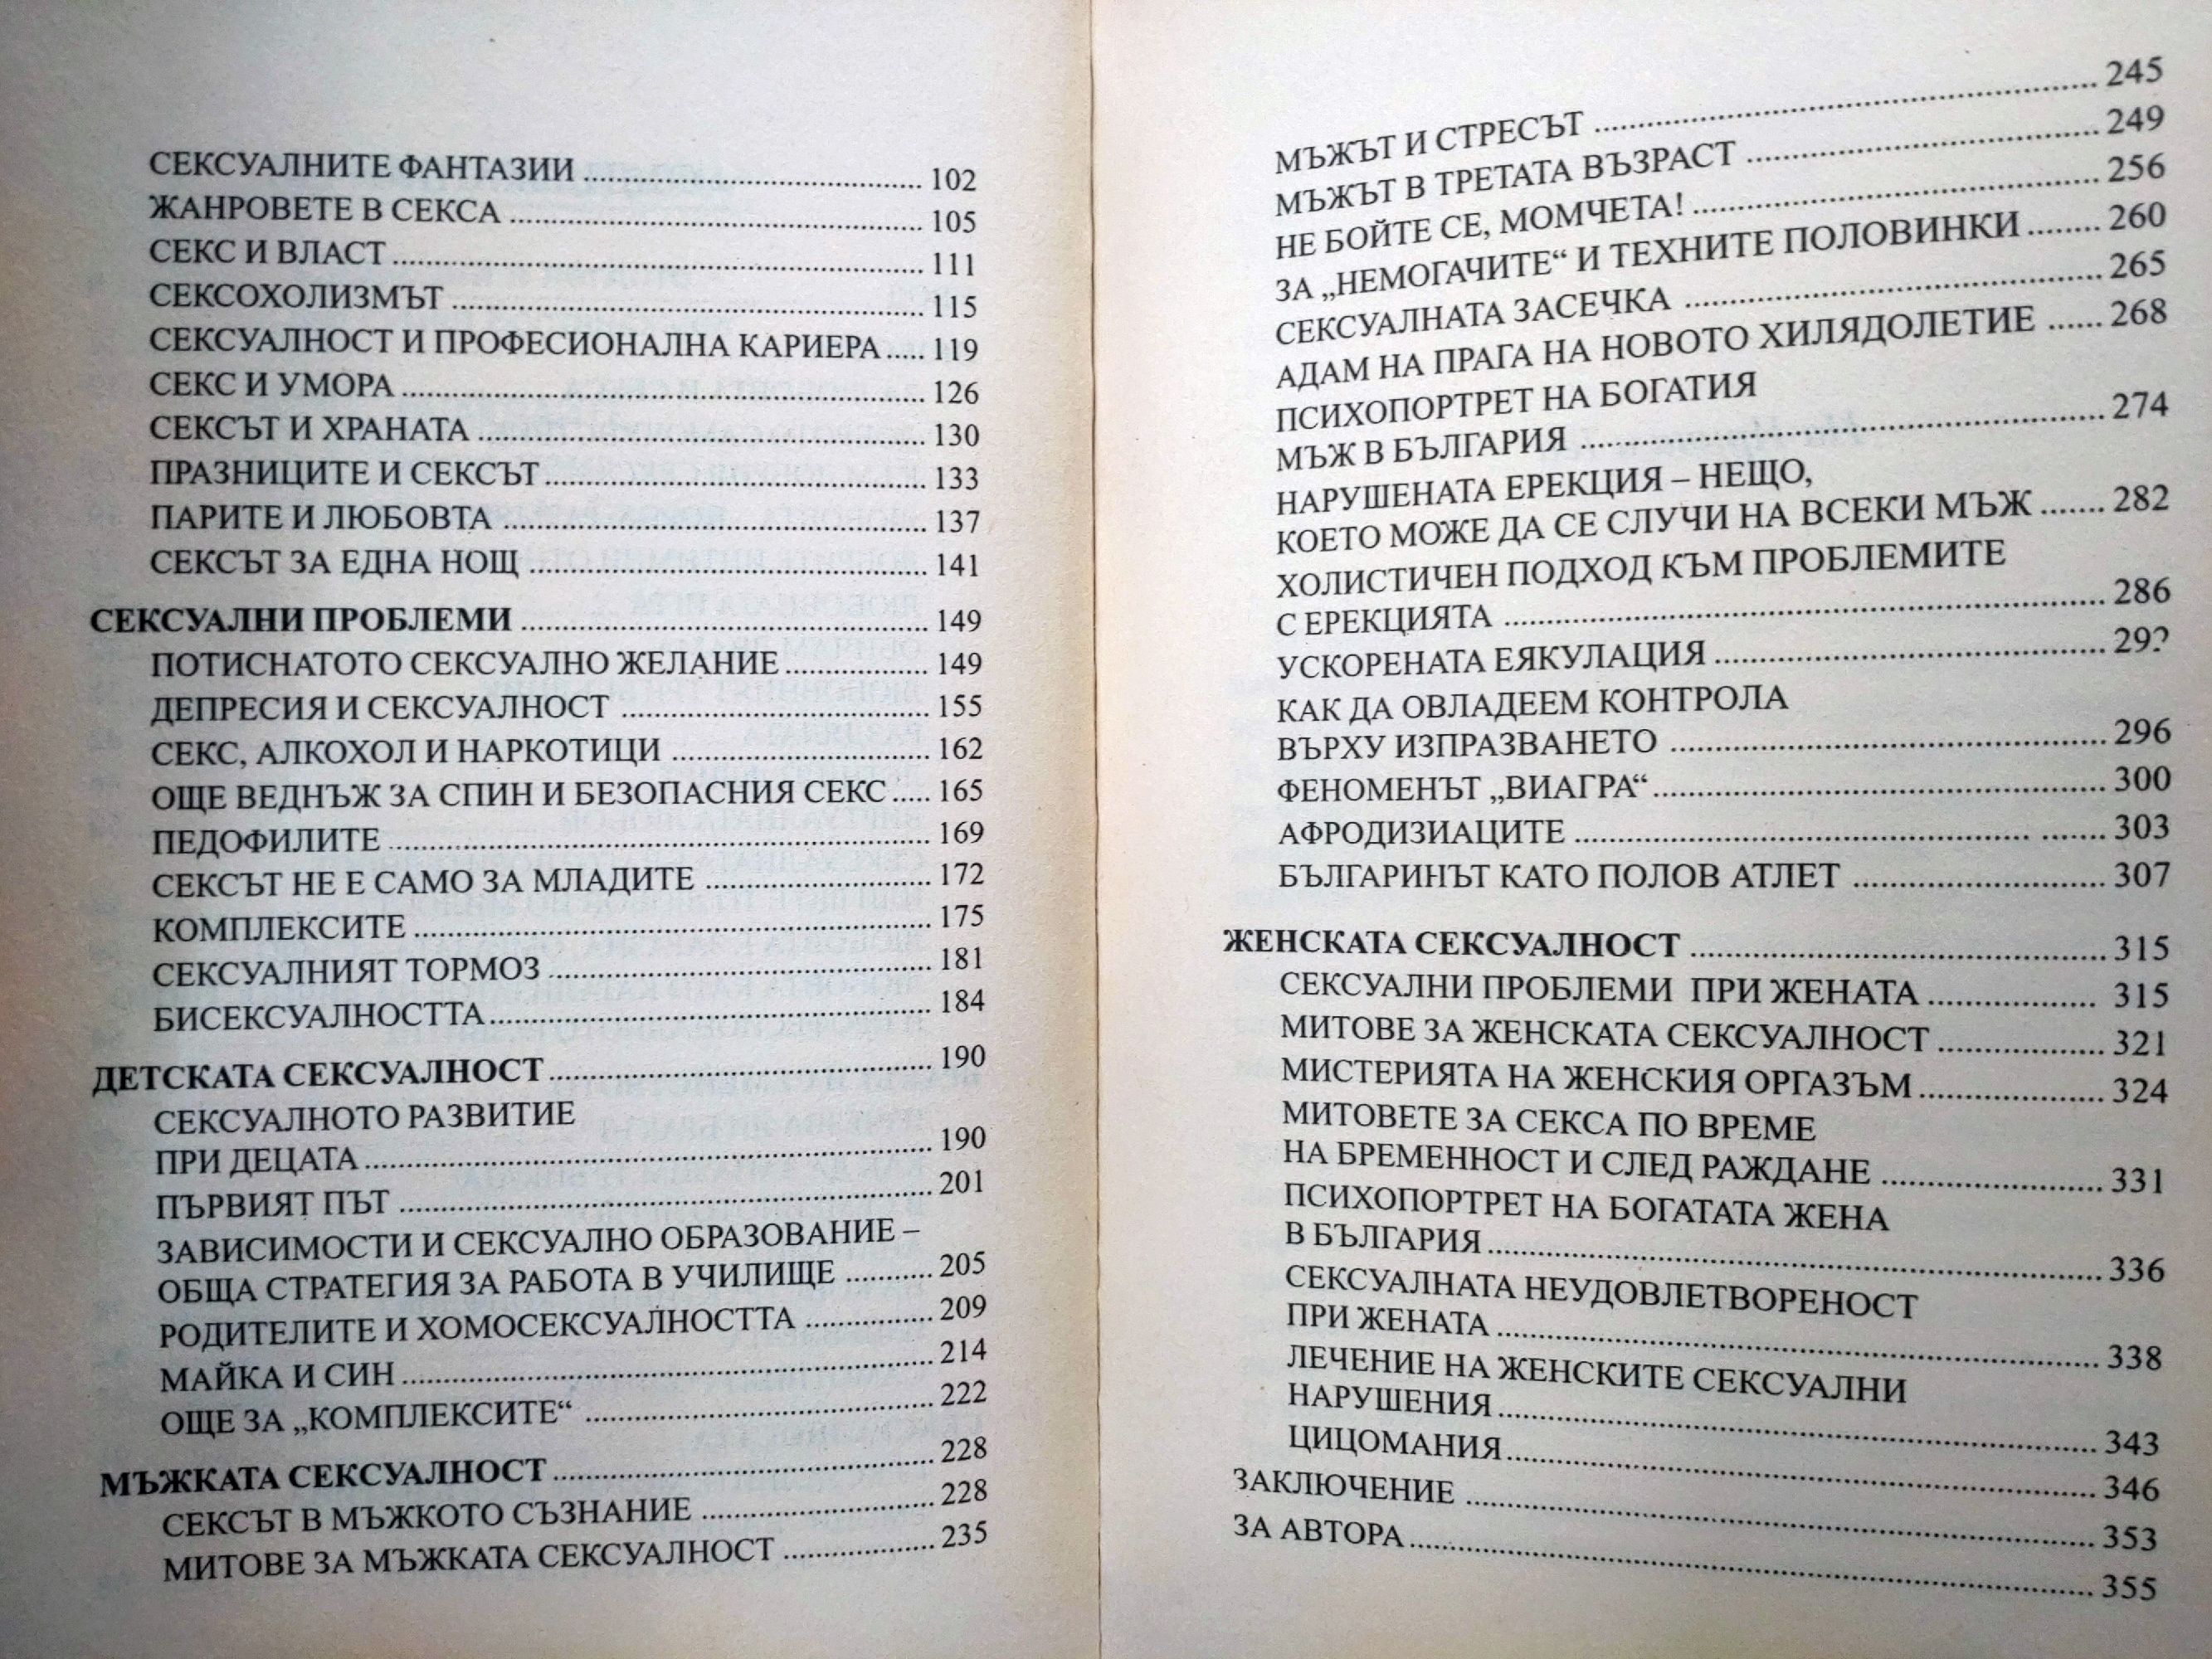 СЕКСУАЛНИТЕ ФАНТАЗИИ ........ 102
ЖАНРОВЕТЕ В СЕКСА ........ 105
СЕКС И ВЛАСТ ........ 111
СЕКСОХОЛИЗМЪТ ........ 115
СЕКСУАЛНОСТ И ПРОФЕСИОНАЛНА КАРИЕРА ..... 119
СЕКС И УМОРА ........ 126
СЕКСЪТ И ХРАНАТА ........ 130
ПРАЗНИЦИТЕ И СЕКСЪТ ........ 133
ПАРИТЕ И ЛЮБОВТА ........ 137
СЕКСЪТ ЗА ЕДНА НОЩ ........ 141
СЕКСУАЛНИ ПРОБЛЕМИ ........ 149
ПОТИСНАТОТО СЕКСУАЛНО ЖЕЛАНИЕ ........ 149
ДЕПРЕСИЯ И СЕКСУАЛНОСТ ........ 155
СЕКС, АЛКОХОЛ И НАРКОТИЦИ ........ 162
ОЩЕ ВЕДНЪЖ ЗА СПИН И БЕЗОПАСНИЯ СЕКС ..... 165
ПЕДОФИЛИТЕ ........ 169
СЕКСЪТ НЕ Е САМО ЗА МЛАДИТЕ ........ 172
КОМПЛЕКСИТЕ ........ 175
СЕКСУАЛНИЯТ ТОРМОЗ ........ 181
БИСЕКСУАЛНОСТТА ........ 184
ДЕТСКАТА СЕКСУАЛНОСТ ........ 190
СЕКСУАЛНОТО РАЗВИТИЕ
ПРИ ДЕЦАТА ........ 190
ПЪРВИЯТ ПЪТ ........ 201
ЗАВИСИМОСТИ И СЕКСУАЛНО ОБРАЗОВАНИЕ –
ОБЩА СТРАТЕГИЯ ЗА РАБОТА В УЧИЛИЩЕ ........ 205
РОДИТЕЛИТЕ И ХОМОСЕКСУАЛНОСТТА ........ 209
МАЙКА И СИН ........ 214
ОЩЕ ЗА „КОМПЛЕКСИТЕ“ ........ 222
МЪЖКАТА СЕКСУАЛНОСТ ........ 228
СЕКСЪТ В МЪЖКОТО СЪЗНАНИЕ ........ 228
МИТОВЕ ЗА МЪЖКАТА СЕКСУАЛНОСТ ........ 235
МЪЖЪТ И СТРЕСЪТ ........ 245
МЪЖЪТ В ТРЕТАТА ВЪЗРАСТ ........ 249
НЕ БОЙТЕ СЕ, МОМЧЕТА! ........ 256
ЗА „НЕМОГАЧИТЕ“ И ТЕХНИТЕ ПОЛОВИНКИ ........ 260
СЕКСУАЛНАТА ЗАСЕЧКА ........ 265
АДАМ НА ПРАГА НА НОВОТО ХИЛЯДОЛЕТИЕ ...... 268
ПСИХОПОРТРЕТ НА БОГАТИЯ
МЪЖ В БЪЛГАРИЯ ........ 274
НАРУШЕНАТА ЕРЕКЦИЯ – НЕЩО,
КОЕТО МОЖЕ ДА СЕ СЛУЧИ НА ВСЕКИ МЪЖ ....... 282
ХОЛИСТИЧЕН ПОДХОД КЪМ ПРОБЛЕМИТЕ
С ЕРЕКЦИЯТА ........ 286
УСКОРЕНАТА ЕЯКУЛАЦИЯ ........
КАК ДА ОВЛАДЕЕМ КОНТРОЛА
ВЪРХУ ИЗПРАЗВАНЕТО ........ 296
ФЕНОМЕНЪТ „ВИАГРА“ ........ 300
АФРОДИЗИАЦИТЕ ........ 303
БЪЛГАРИНЪТ КАТО ПОЛОВ АТЛЕТ ........ 307
ЖЕНСКАТА СЕКСУАЛНОСТ ........ 315
СЕКСУАЛНИ ПРОБЛЕМИ ПРИ ЖЕНАТА ........ 315
МИТОВЕ ЗА ЖЕНСКАТА СЕКСУАЛНОСТ ........ 321
МИСТЕРИЯТА НА ЖЕНСКИЯ ОРГАЗЪМ ........ 324
МИТОВЕТЕ ЗА СЕКСА ПО ВРЕМЕ
НА БРЕМЕННОСТ И СЛЕД РАЖДАНЕ ........ 331
ПСИХОПОРТРЕТ НА БОГАТАТА ЖЕНА
В БЪЛГАРИЯ ........ 336
СЕКСУАЛНАТА НЕУДОВЛЕТВОРЕНОСТ
ПРИ ЖЕНАТА ........ 338
ЛЕЧЕНИЕ НА ЖЕНСКИТЕ СЕКСУАЛНИ
НАРУШЕНИЯ ........ 343
ЦИЦОМАНИЯ ........ 346
ЗАКЛЮЧЕНИЕ ........ 353
ЗА АВТОРА ........ 355